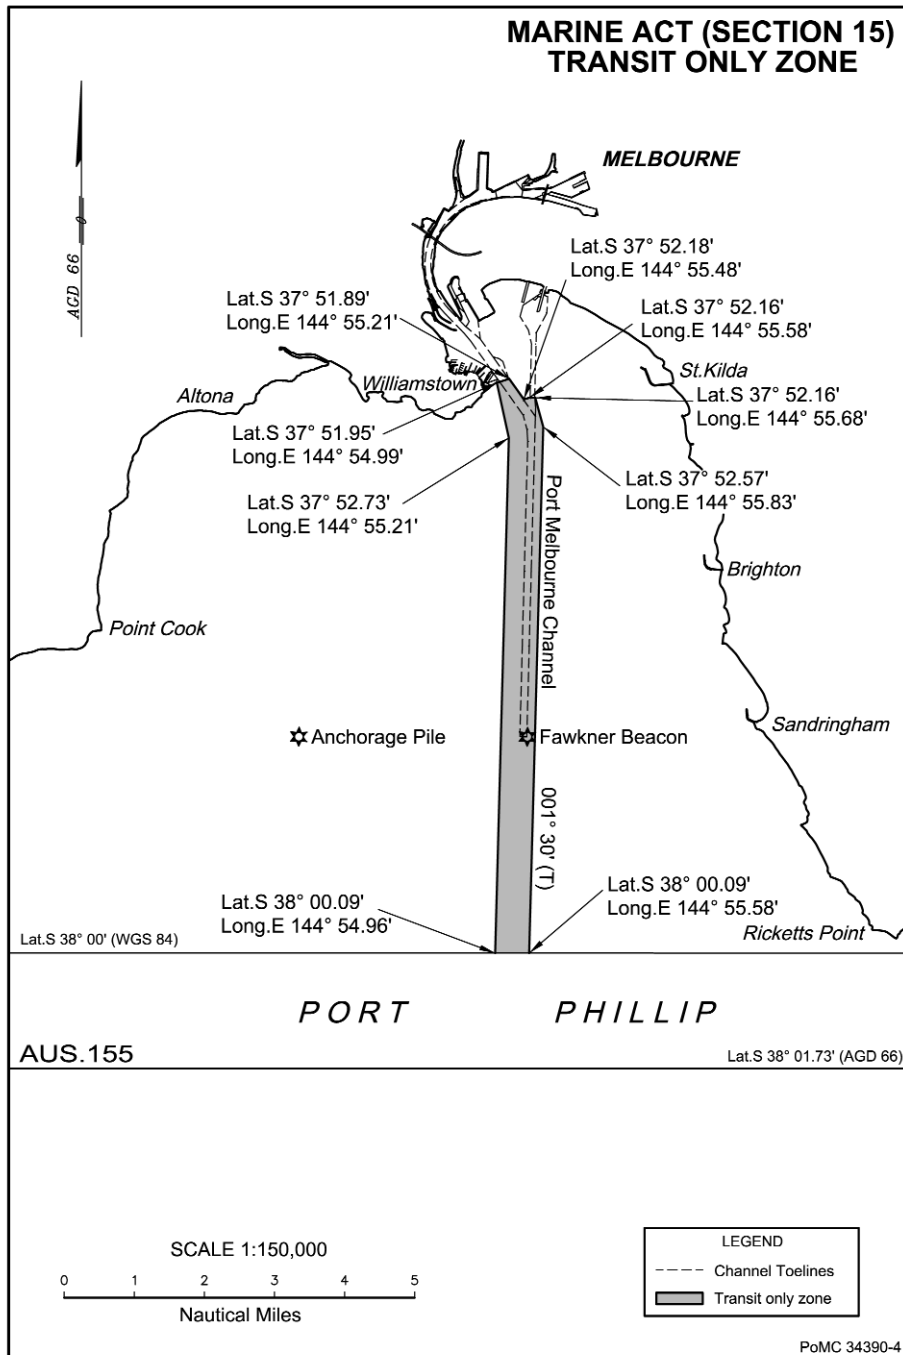 MARINE ACT (SECTION 15)
TRANSIT ONLY ZONE
MELBOURNE
0
AGD 66
Lat.S 37° 52.18'
Long.E 144° 55.48'
Lat.S 37° 51.89'
Long.E 144° 55.21'
Lat.S 37° 52.16'
Long.E 144° 55.58'
St.Kilda
Williamstown
Altona
Lat.S 37° 52.16'
Long.E 144° 55.68'
Lat.S 37° 51.95'
Long.E 144° 54.99'
Lat.S 37° 52.57'
Long.E 144° 55.83'
Lat.S 37° 52.73'
Long.E 144° 55.21'
Port Melbourne Channel
Brighton
Point Cook
Sandringham
Anchorage Pile
Fawkner Beacon
001° 30' (T)
Lat.S 38° 00.09'
Long.E 144° 54.96'
Lat.S 38° 00.09'
Long.E 144° 55.58'
Ricketts Point
Lat.S 38° 00' (WGS 84)
PORT PHILLIP
AUS.155
Lat.S 38° 01.73' (AGD 66)
SCALE 1:150,000
0 1 2 3 4 5
Nautical Miles
LEGEND
Channel Toelines
Transit only zone
PoMC 34390-4